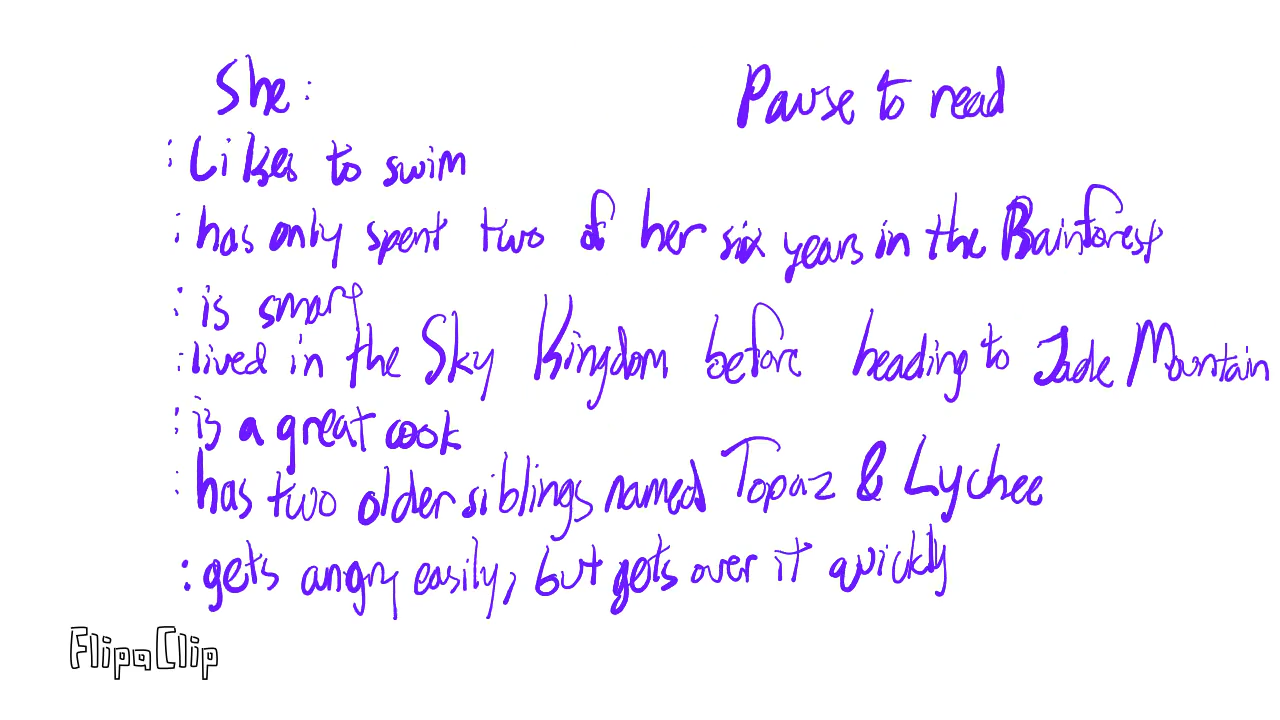 She:
Pause to read
: Likes to swim
: has only spent two of her six years in the Rainforest
: is smart
: lived in the Sky Kingdom before heading to Jade Mountain
: is a great cook
: has two older siblings named Topaz & Lychee
: gets angry easily, but gets over it quickly
FlipaClip